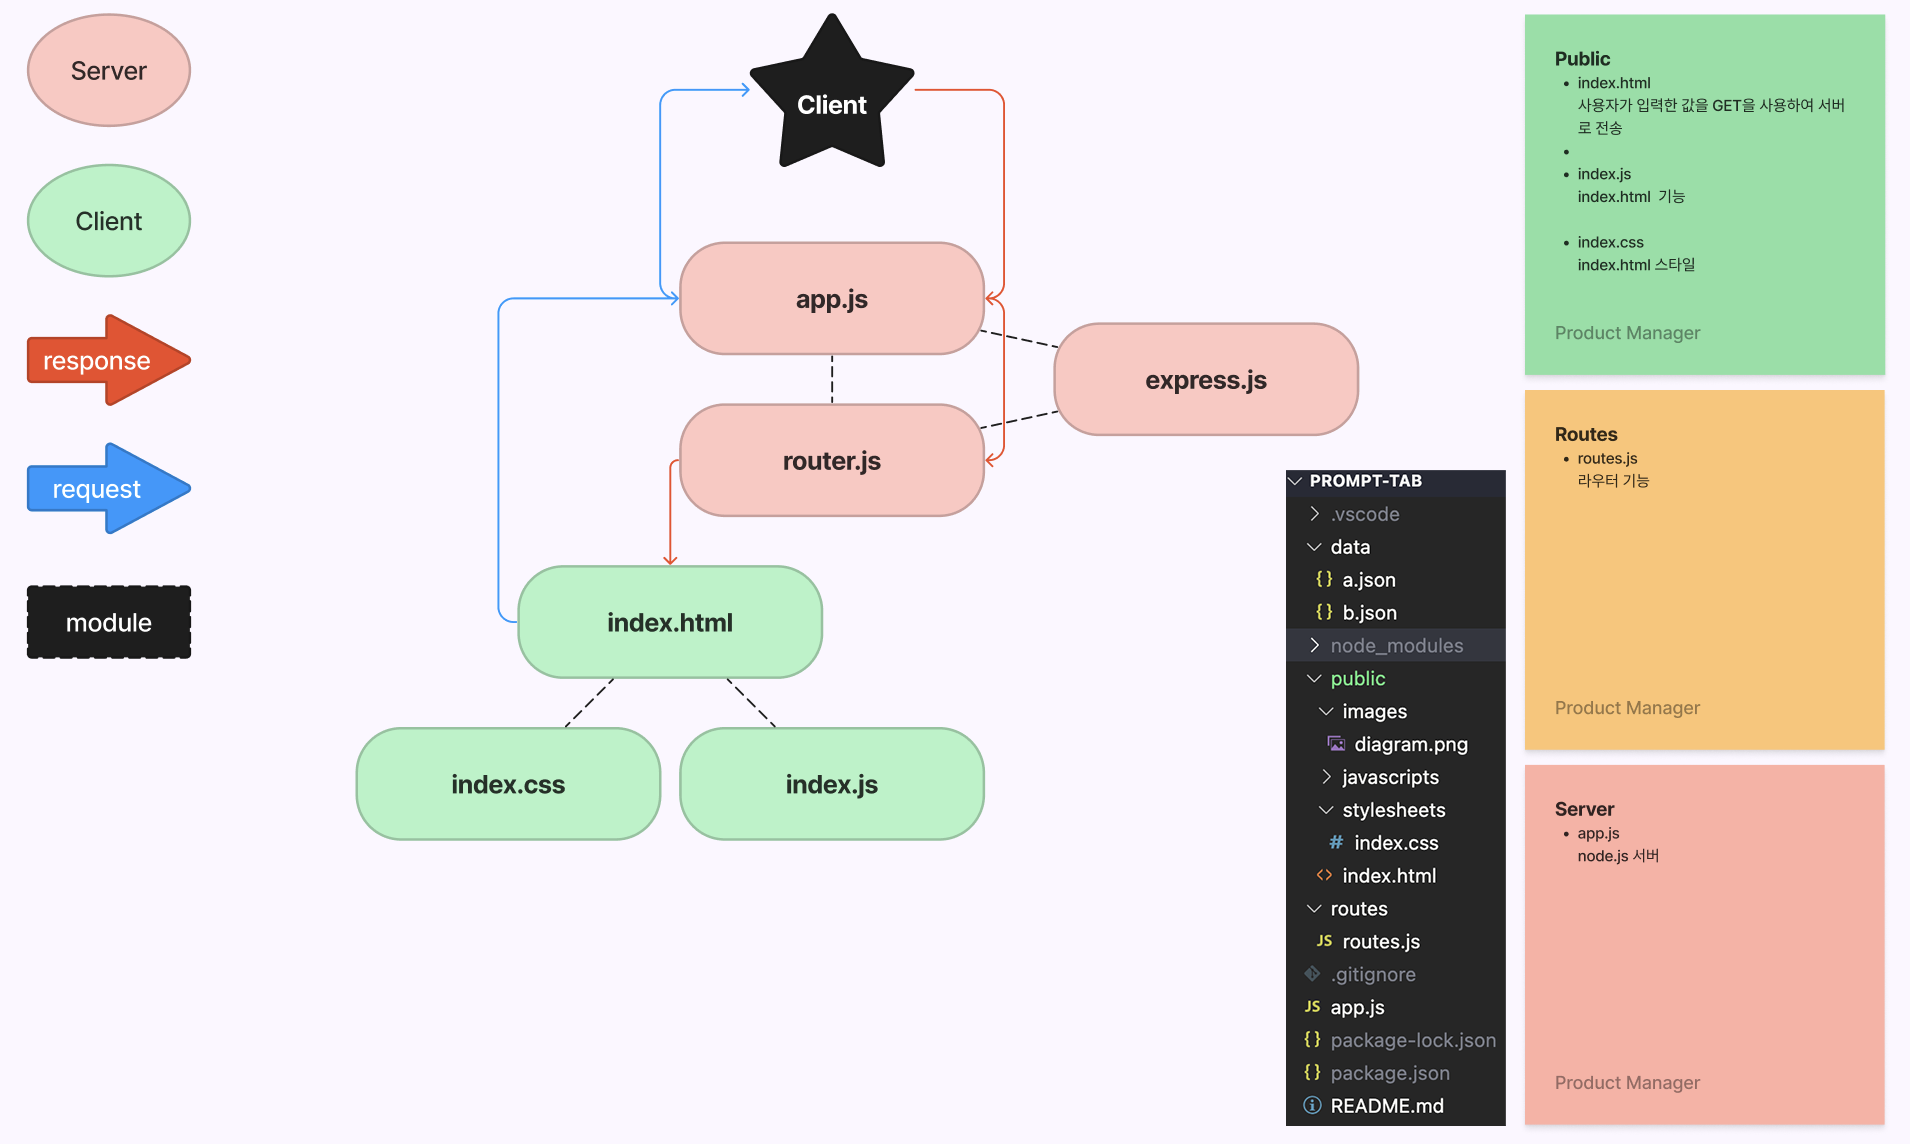 Server
Client
response
request
module
Client
app.js
express.js
router.js
index.html
index.css
index.js
PROMPT-TAB
.vscode
data
{} a.json
{} b.json
node_modules
public
images
diagram.png
javascripts
stylesheets
# index.css
<> index.html
routes
JS routes.js
.gitignore
JS app.js
{} package-lock.json
{} package.json
README.md
Public
• index.html
사용자가 입력한 값을 GET을 사용하여 서버
로 전송
•
• index.js
index.html 기능
• index.css
index.html 스타일
Product Manager
Routes
• routes.js
라우터 기능
Product Manager
Server
• app.js
node.js 서버
Product Manager